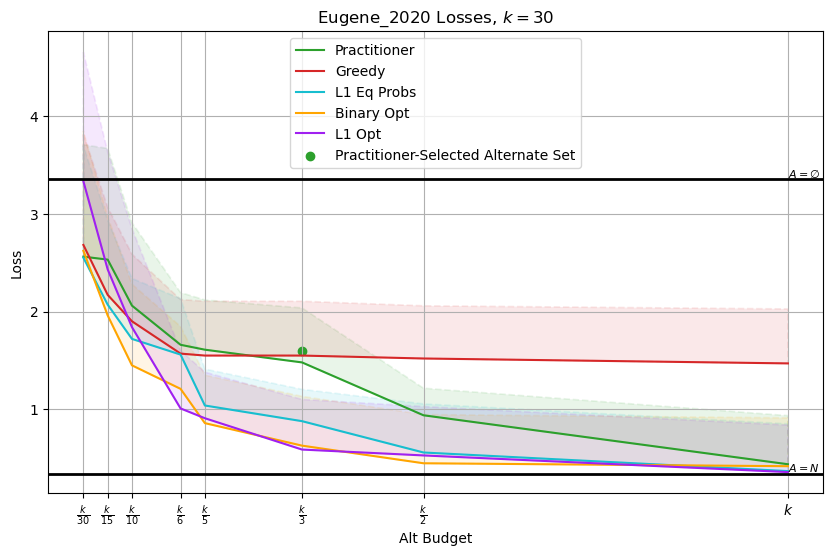 Eugene_2020 Losses, k = 30
Practitioner
Greedy
L1 Eq Probs
Binary Opt
L1 Opt
Practitioner-Selected Alternate Set
A = ∅
A = N
4
3
2
1
Loss
k/30 k/15 k/10 k/6 k/5 k/3 k/2 k
Alt Budget